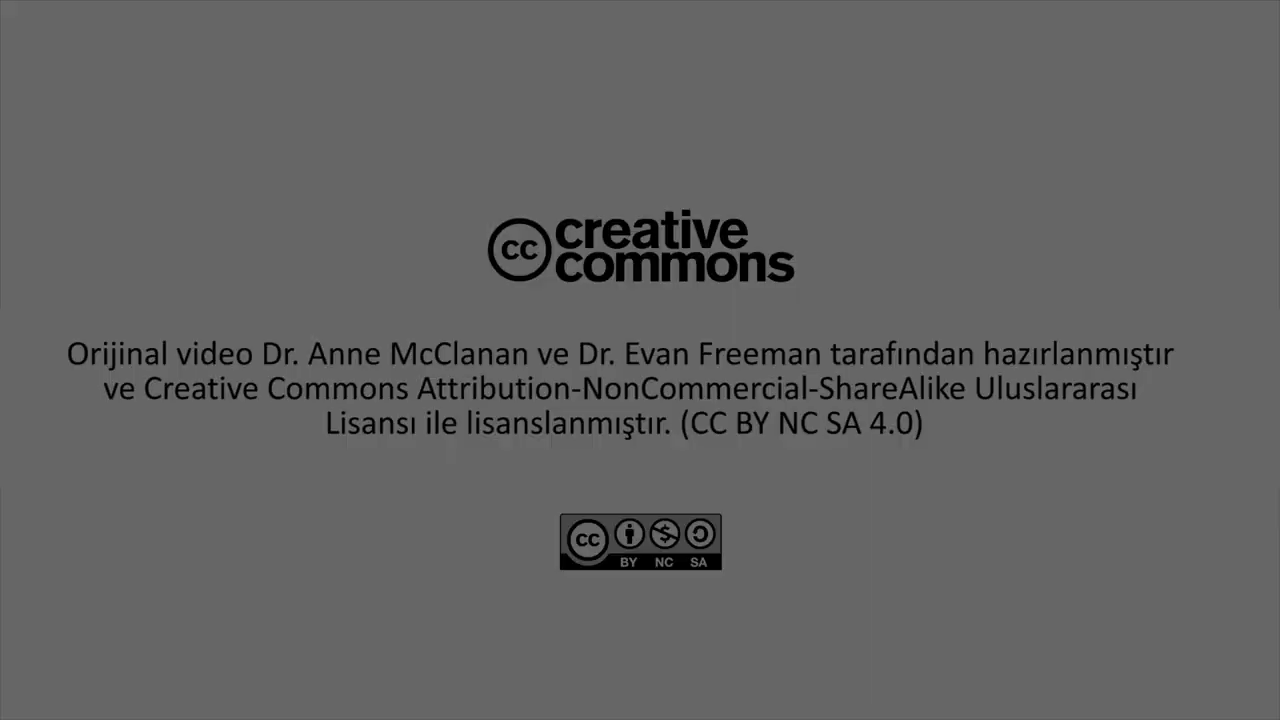 cc creative
commons
Orijinal video Dr. Anne McClanan ve Dr. Evan Freeman tarafından hazırlanmıştır
ve Creative Commons Attribution-NonCommercial-ShareAlike Uluslararası
Lisansı ile lisanslanmıştır. (CC BY NC SA 4.0)
cc
BY NC SA